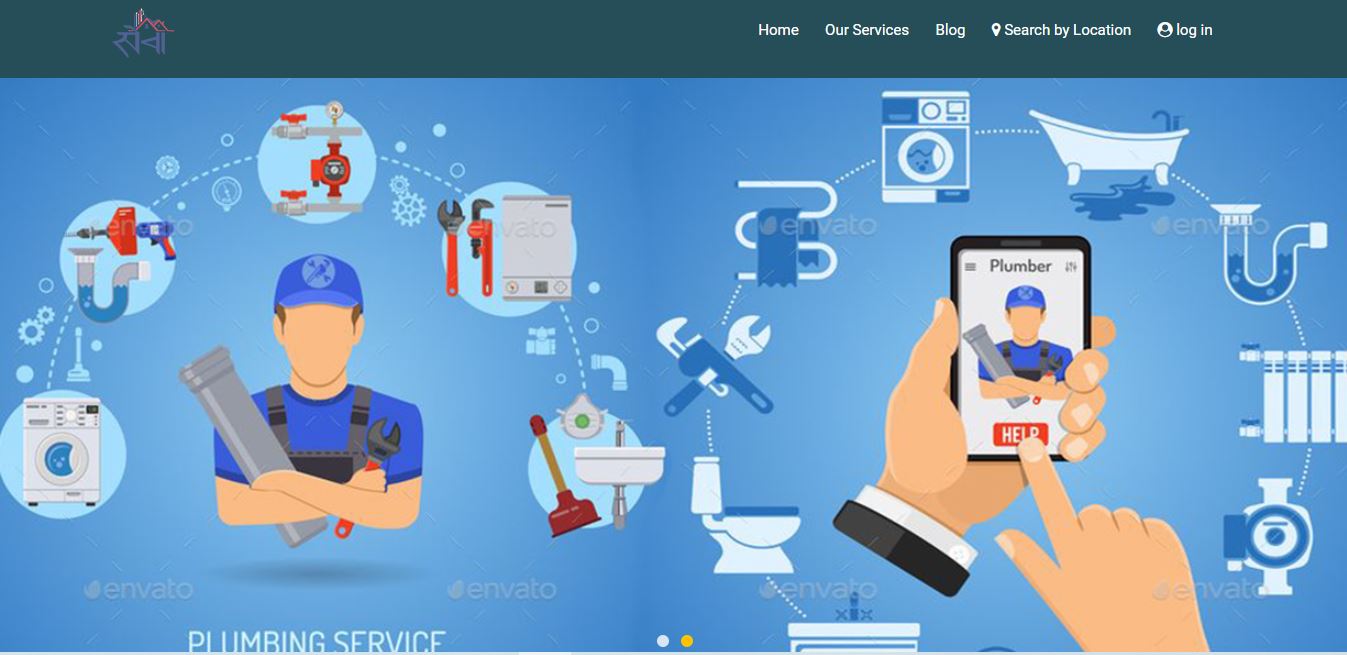 सेवा
Home Our Services Blog Search by Location log in
envato envato envato envato
Plumber
HELP
envato envato envato envato
PLUMBING SERVICE